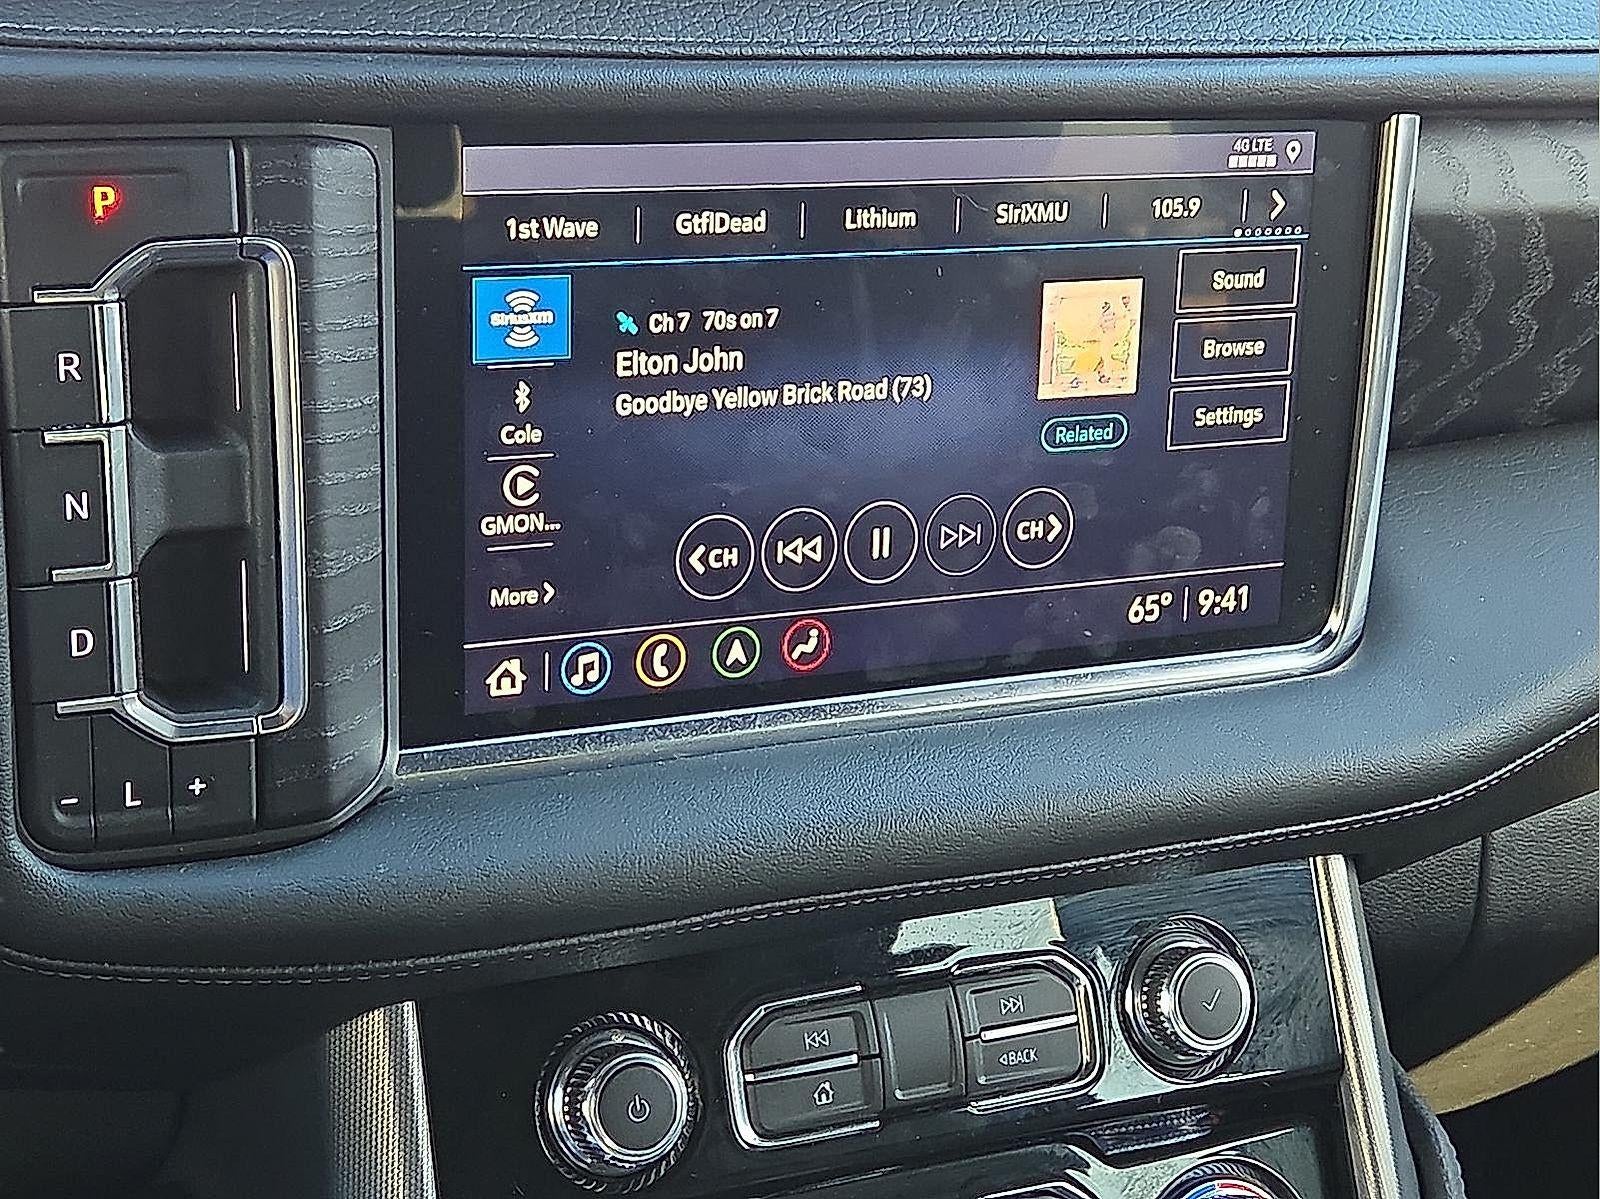 4G LTE
1st Wave
GtflDead
Lithium
SiriXMU
105.9
P
R
N
D
- L +
SiriusXM
Cole
GMON...
More
Ch 7 70s on 7
Elton John
Goodbye Yellow Brick Road (73)
Related
Sound
Browse
Settings
CH
CH
65° | 9:41
BACK